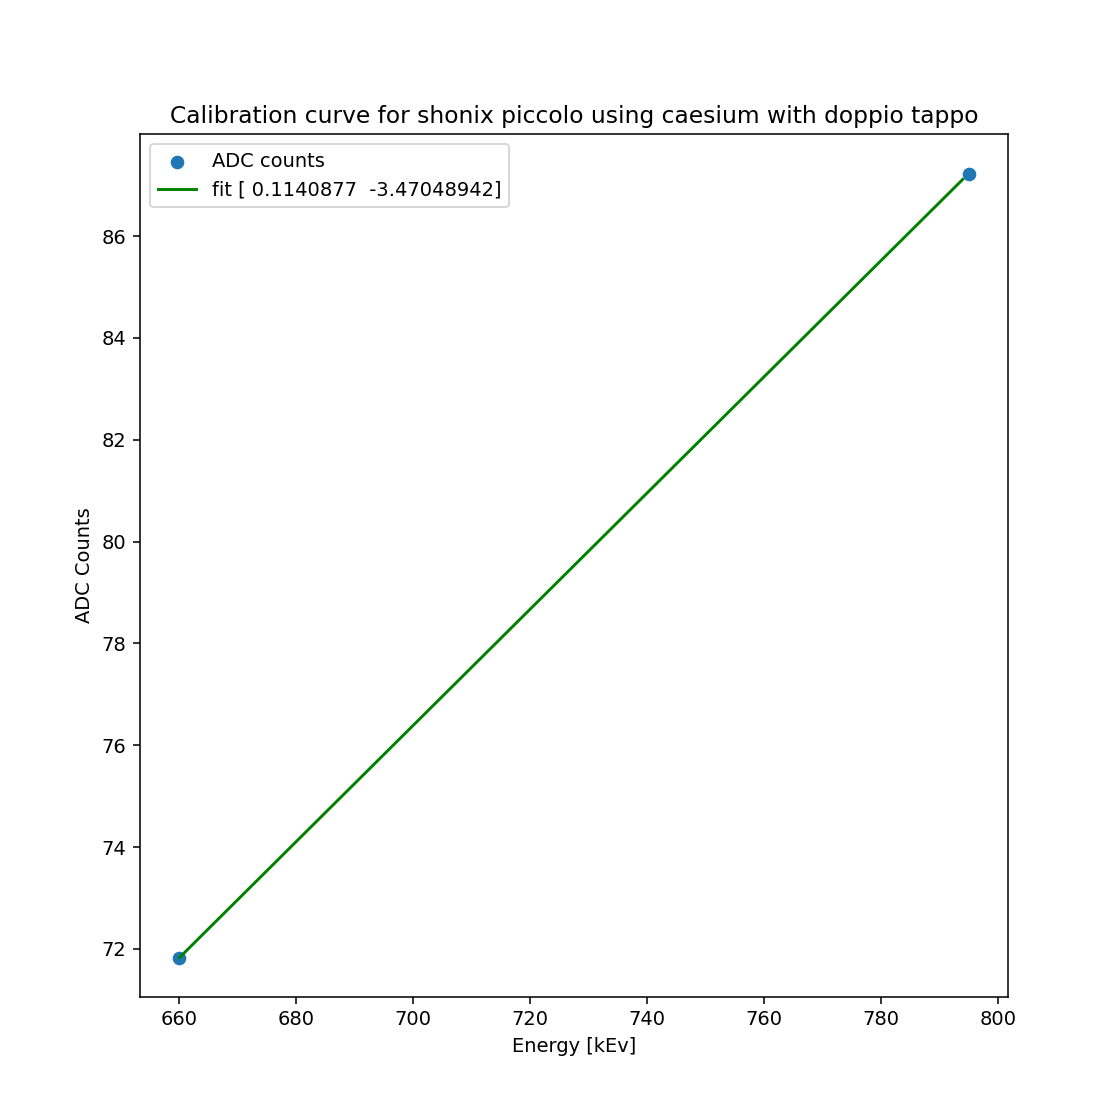 Calibration curve for shonix piccolo using caesium with doppio tappo
ADC counts
fit [ 0.1140877  -3.47048942]
86
84
82
80
78
76
74
72
ADC Counts
660 680 700 720 740 760 780 800
Energy [kEv]